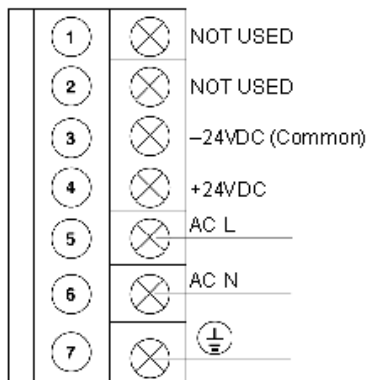 1 NOT USED
2 NOT USED
3 –24VDC (Common)
4 +24VDC
5 AC L
6 AC N
7